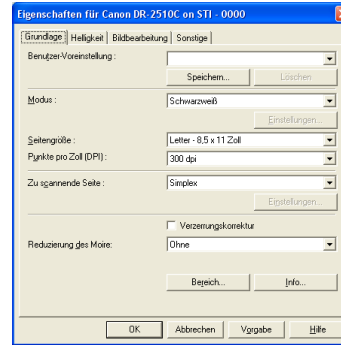 Eigenschaften für Canon DR-2510C on STI - 0000
Grundlage Helligkeit Bildbearbeitung Sonstige
Benutzer-Voreinstellung :
Speichern... Löschen
Modus : Schwarzweiß
Einstellungen...
Seitengröße : Letter - 8,5 x 11 Zoll
Punkte pro Zoll (DPI) : 300 dpi
Zu scannende Seite : Simplex
Einstellungen...
Verzerrungskorrektur
Reduzierung des Moire: Ohne
Bereich... Info...
OK Abbrechen Vorgabe Hilfe